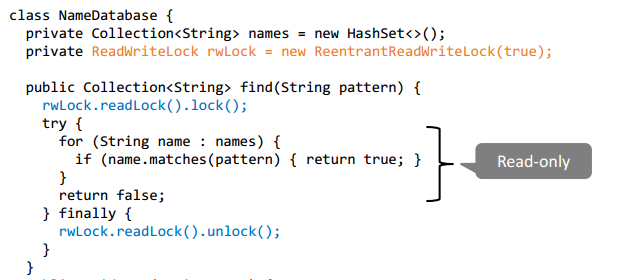 class NameDatabase {
  private Collection<String> names = new HashSet<>();
  private ReadWriteLock rwLock = new ReentrantReadWriteLock(true);

  public Collection<String> find(String pattern) {
    rwLock.readLock().lock();
    try {
      for (String name : names) {
        if (name.matches(pattern) { return true; }
      }
      return false;
    } finally {
      rwLock.readLock().unlock();
    }
  }
Read-only